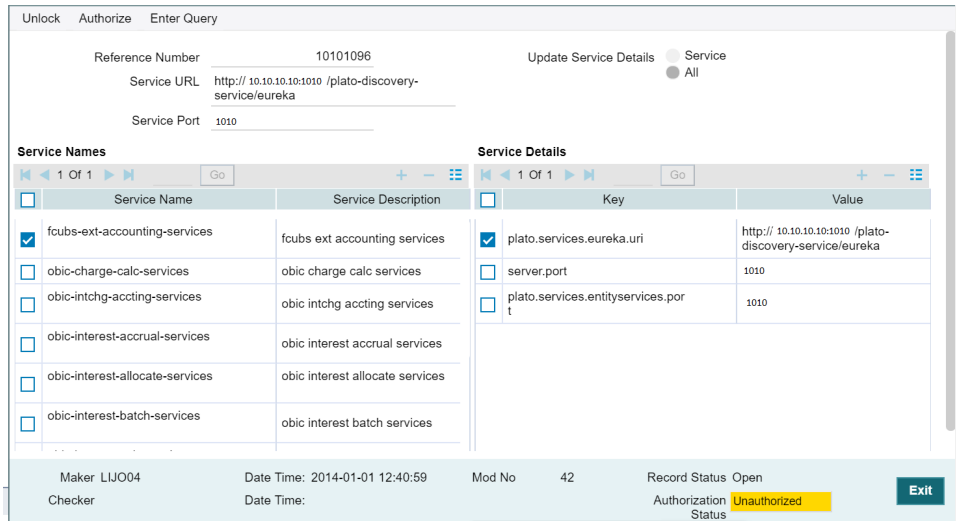 Unlock Authorize Enter Query
Reference Number 10101096
Update Service Details Service
All
Service URL http:// 10.10.10.10:1010 /plato-discovery-
service/eureka
Service Port 1010
Service Names
1 Of 1 Go
Service Name Service Description
fcubs-ext-accounting-services fcubs ext accounting services
obic-charge-calc-services obic charge calc services
obic-intchg-accting-services obic intchg accting services
obic-interest-accrual-services obic interest accrual services
obic-interest-allocate-services obic interest allocate services
obic-interest-batch-services obic interest batch services
Service Details
1 Of 1 Go
Key Value
plato.services.eureka.uri http:// 10.10.10.10:1010 /plato-
discovery-service/eureka
server.port 1010
plato.services.entityservices.por 1010
t
Maker LIJO04 Date Time: 2014-01-01 12:40:59 Mod No 42 Record Status Open
Checker Date Time: Authorization Unauthorized
Status
Exit